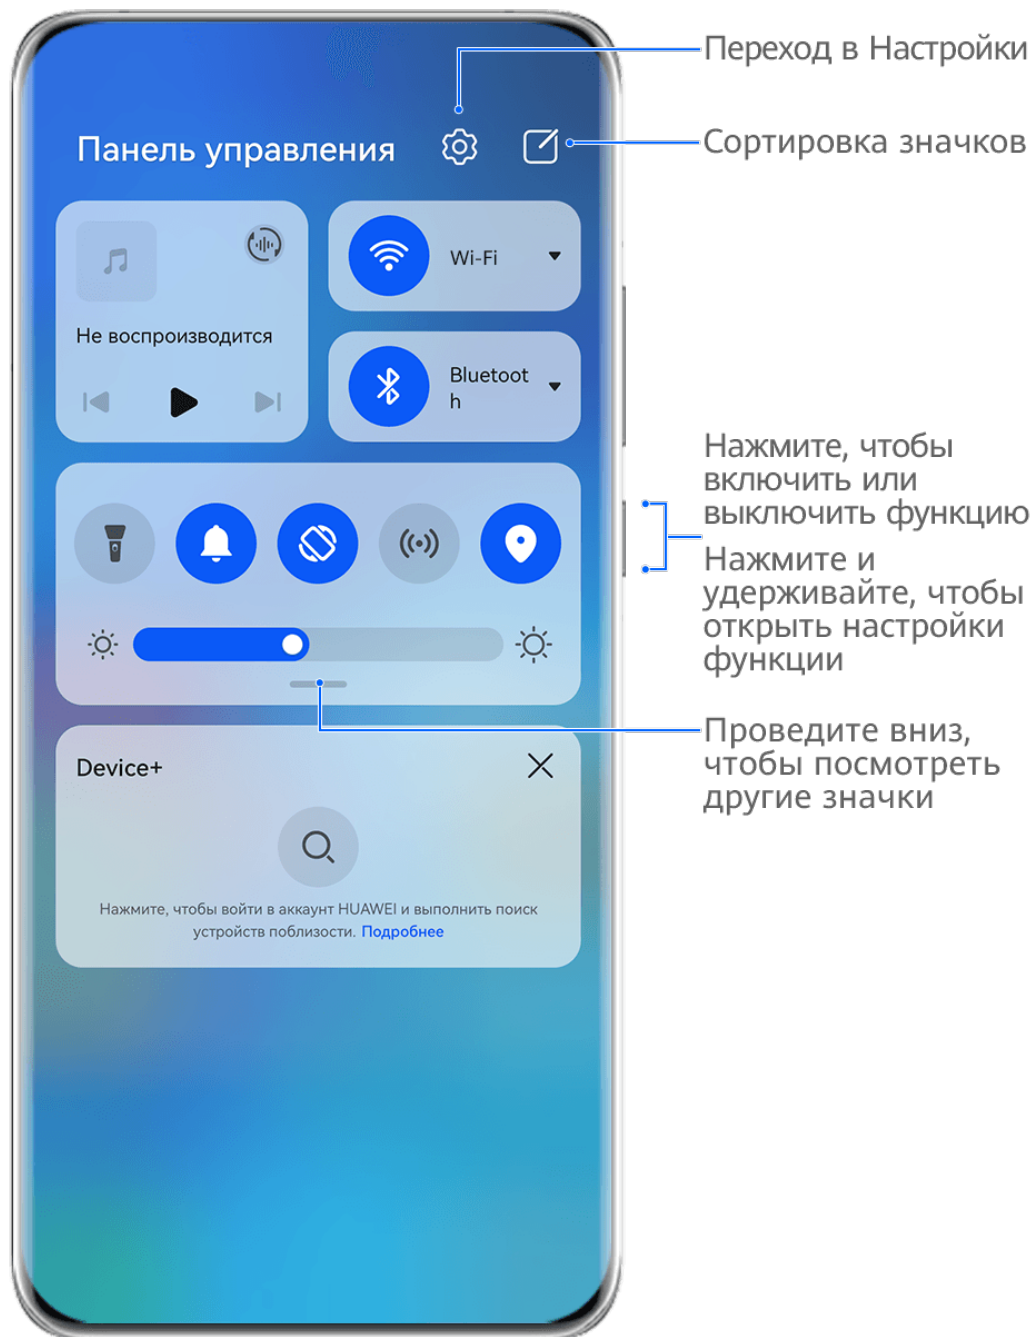 Переход в Настройки
Сортировка значков
Панель управления
Не воспроизводится
Wi-Fi
Bluetoot
h
Нажмите, чтобы
включить или
выключить функцию
Нажмите и
удерживайте, чтобы
открыть настройки
функции
Проведите вниз,
чтобы посмотреть
другие значки
Device+
Нажмите, чтобы войти в аккаунт HUAWEI и выполнить поиск
устройств поблизости. Подробнее